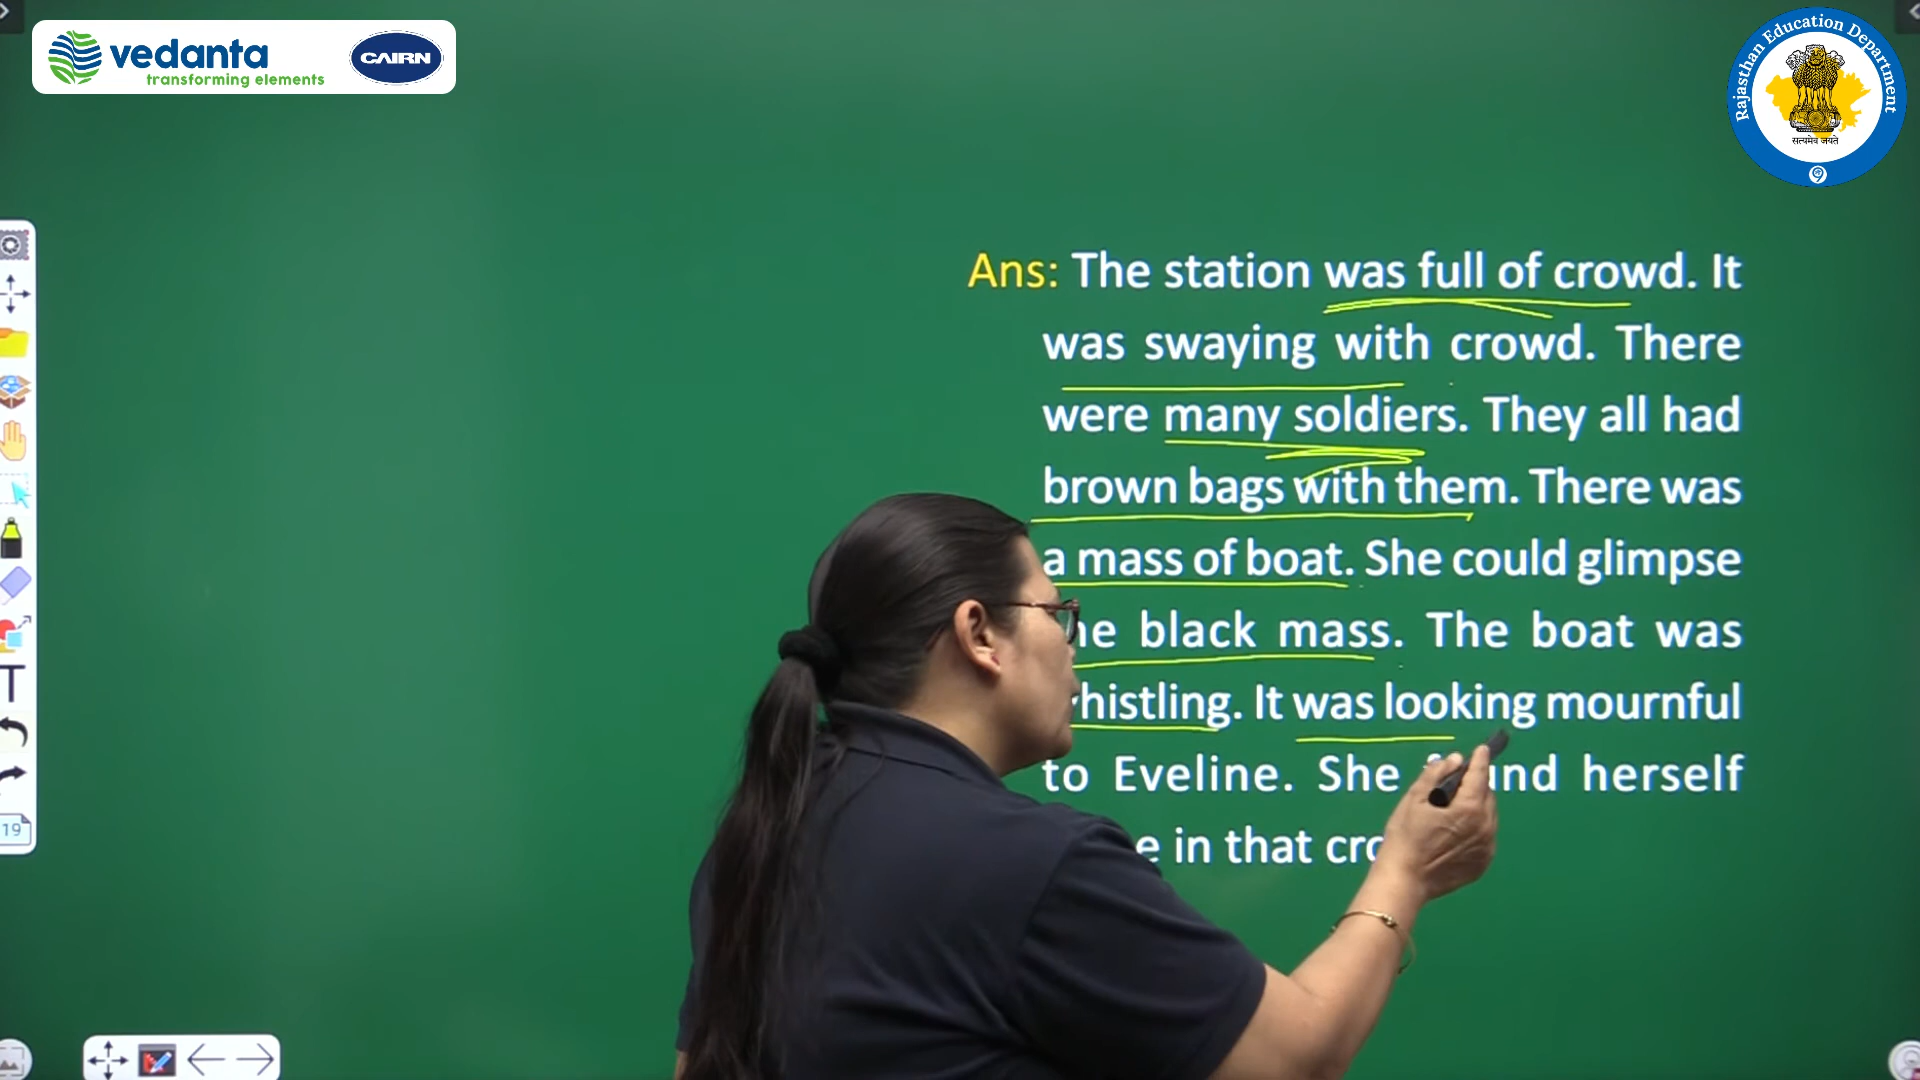 vedanta
transforming elements
CAIRN
Rajasthan Education Department
सत्यमेव जयते
Ans: The station was full of crowd. It
was swaying with crowd. There
were many soldiers. They all had
brown bags with them. There was
a mass of boat. She could glimpse
black mass. The boat was
It was looking mournful
to Eveline. She herself
in that
T
19